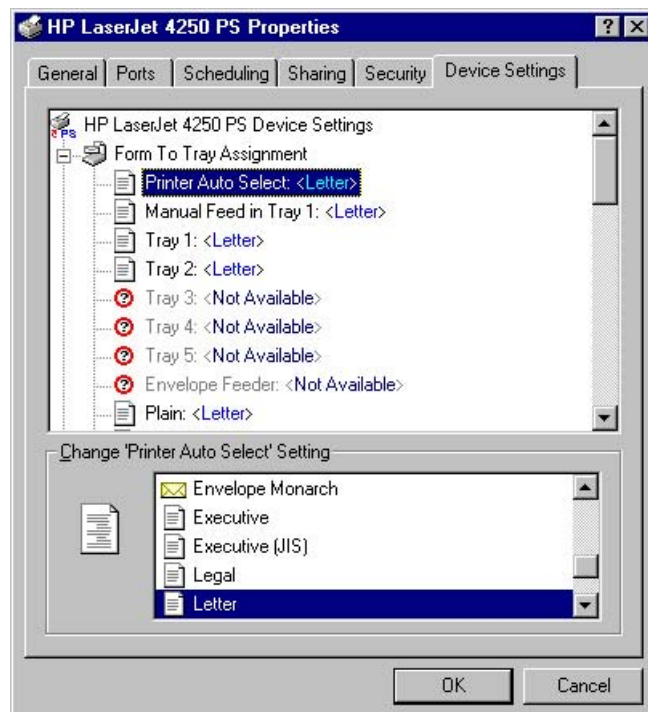 HP LaserJet 4250 PS Properties
General Ports Scheduling Sharing Security Device Settings
HP LaserJet 4250 PS Device Settings
Form To Tray Assignment
Printer Auto Select: <Letter>
Manual Feed in Tray 1: <Letter>
Tray 1: <Letter>
Tray 2: <Letter>
Tray 3: <Not Available>
Tray 4: <Not Available>
Tray 5: <Not Available>
Envelope Feeder: <Not Available>
Plain: <Letter>
Change 'Printer Auto Select' Setting
Envelope Monarch
Executive
Executive (JIS)
Legal
Letter
OK Cancel